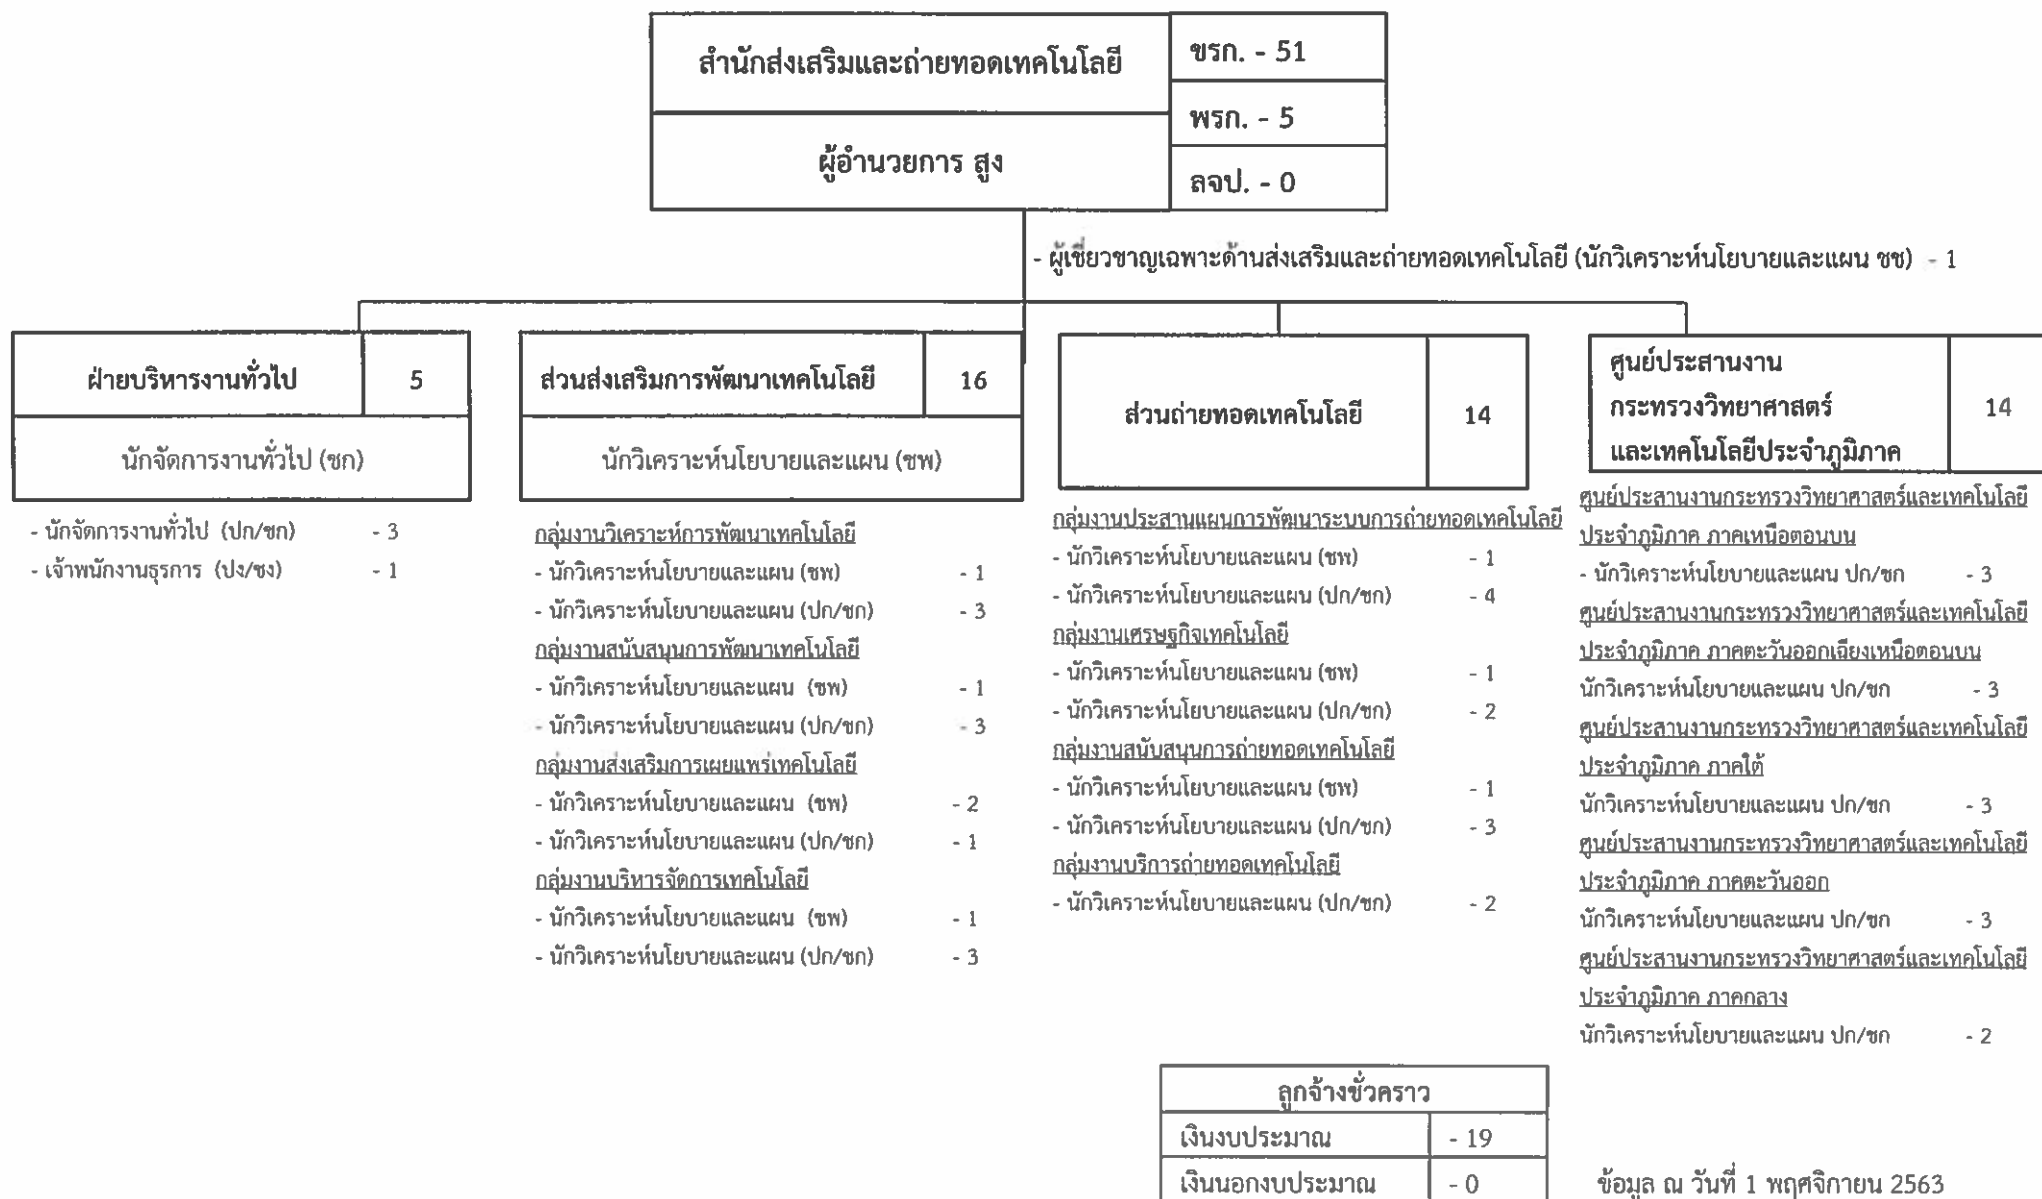 สำนักส่งเสริมและถ่ายทอดเทคโนโลยี
ผู้อำนวยการ สูง
ขรก. - 51
พรก. - 5
ลจป. - 0
- ผู้เชี่ยวชาญเฉพาะด้านส่งเสริมและถ่ายทอดเทคโนโลยี (นักวิเคราะห์นโยบายและแผน ชช) - 1
ฝ่ายบริหารงานทั่วไป 5
นักจัดการงานทั่วไป (ชก)
- นักจัดการงานทั่วไป (ปก/ชก) - 3
- เจ้าพนักงานธุรการ (ปง/ชง) - 1
ส่วนส่งเสริมการพัฒนาเทคโนโลยี 16
นักวิเคราะห์นโยบายและแผน (ชพ)
กลุ่มงานวิเคราะห์การพัฒนาเทคโนโลยี
- นักวิเคราะห์นโยบายและแผน (ชพ) - 1
- นักวิเคราะห์นโยบายและแผน (ปก/ชก) - 3
กลุ่มงานสนับสนุนการพัฒนาเทคโนโลยี
- นักวิเคราะห์นโยบายและแผน (ชพ) - 1
- นักวิเคราะห์นโยบายและแผน (ปก/ชก) - 3
กลุ่มงานส่งเสริมการเผยแพร่เทคโนโลยี
- นักวิเคราะห์นโยบายและแผน (ชพ) - 2
- นักวิเคราะห์นโยบายและแผน (ปก/ชก) - 1
กลุ่มงานบริหารจัดการเทคโนโลยี
- นักวิเคราะห์นโยบายและแผน (ชพ) - 1
- นักวิเคราะห์นโยบายและแผน (ปก/ชก) - 3
ส่วนถ่ายทอดเทคโนโลยี 14
กลุ่มงานประสานแผนการพัฒนาระบบการถ่ายทอดเทคโนโลยี
- นักวิเคราะห์นโยบายและแผน (ชพ) - 1
- นักวิเคราะห์นโยบายและแผน (ปก/ชก) - 4
กลุ่มงานเศรษฐกิจเทคโนโลยี
- นักวิเคราะห์นโยบายและแผน (ชพ) - 1
- นักวิเคราะห์นโยบายและแผน (ปก/ชก) - 2
กลุ่มงานสนับสนุนการถ่ายทอดเทคโนโลยี
- นักวิเคราะห์นโยบายและแผน (ชพ) - 1
- นักวิเคราะห์นโยบายและแผน (ปก/ชก) - 3
กลุ่มงานบริการถ่ายทอดเทคโนโลยี
- นักวิเคราะห์นโยบายและแผน (ปก/ชก) - 2
ศูนย์ประสานงาน
กระทรวงวิทยาศาสตร์ 14
และเทคโนโลยีประจำภูมิภาค
ศูนย์ประสานงานกระทรวงวิทยาศาสตร์และเทคโนโลยี
ประจำภูมิภาค ภาคเหนือตอนบน
- นักวิเคราะห์นโยบายและแผน ปก/ชก - 3
ศูนย์ประสานงานกระทรวงวิทยาศาสตร์และเทคโนโลยี
ประจำภูมิภาค ภาคตะวันออกเฉียงเหนือตอนบน
นักวิเคราะห์นโยบายและแผน ปก/ชก - 3
ศูนย์ประสานงานกระทรวงวิทยาศาสตร์และเทคโนโลยี
ประจำภูมิภาค ภาคใต้
นักวิเคราะห์นโยบายและแผน ปก/ชก - 3
ศูนย์ประสานงานกระทรวงวิทยาศาสตร์และเทคโนโลยี
ประจำภูมิภาค ภาคตะวันออก
นักวิเคราะห์นโยบายและแผน ปก/ชก - 3
ศูนย์ประสานงานกระทรวงวิทยาศาสตร์และเทคโนโลยี
ประจำภูมิภาค ภาคกลาง
นักวิเคราะห์นโยบายและแผน ปก/ชก - 2
ลูกจ้างชั่วคราว
เงินงบประมาณ - 19
เงินนอกงบประมาณ - 0
ข้อมูล ณ วันที่ 1 พฤศจิกายน 2563